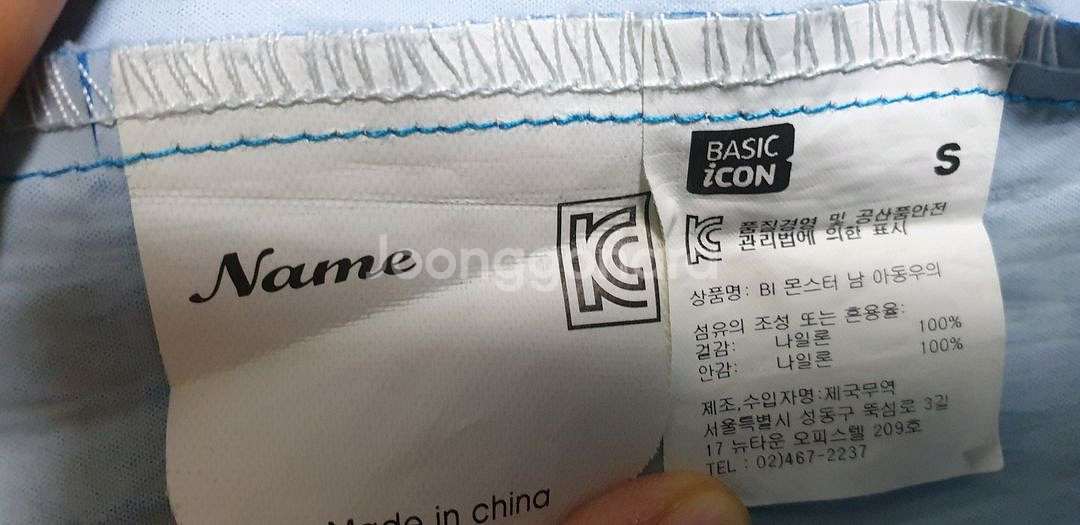 Name
KC
Made in china
BASIC
iCON
S
KC 품질경영 및 공산품안전
관리법에 의한 표시
상품명: BI 몬스터 남 아동우의
섬유의 조성 또는 혼용율:
겉감: 나일론 100%
안감: 나일론 100%
제조,수입자명:제국무역
서울특별시 성동구 뚝섬로 3길
17 뉴타운 오피스텔 209호
TEL : 02)467-2237